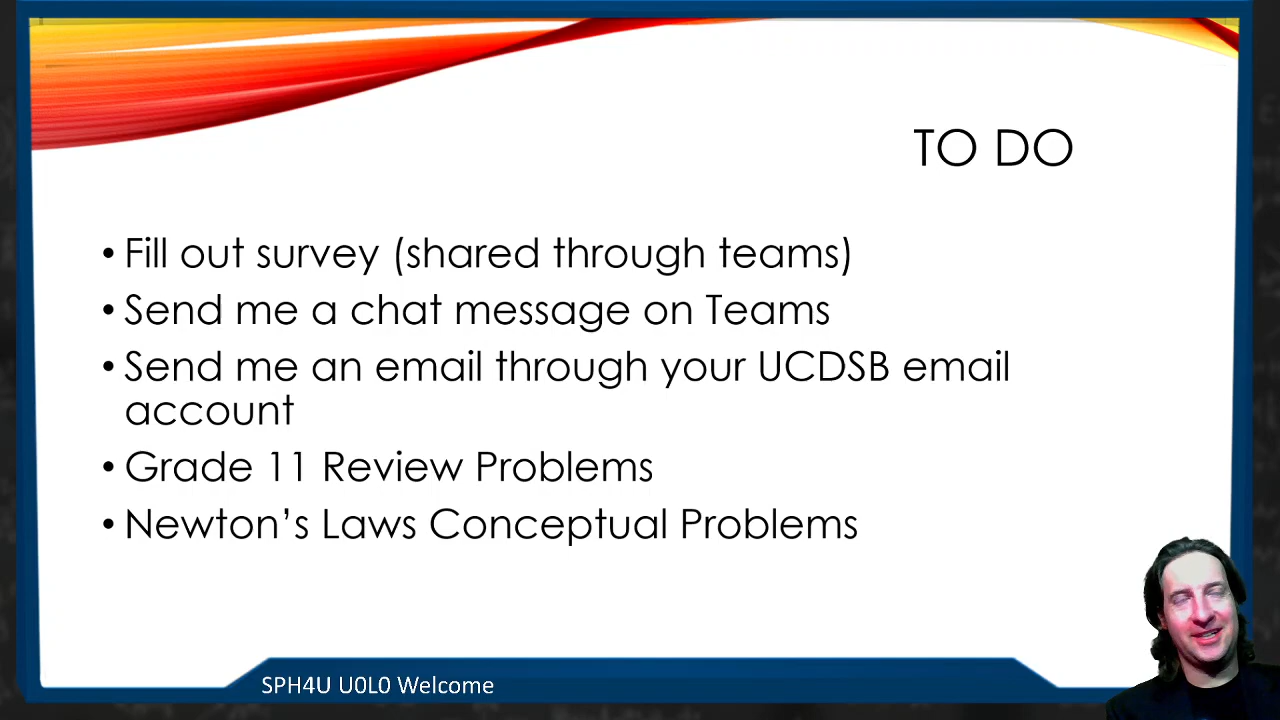 TO DO
• Fill out survey (shared through teams)
• Send me a chat message on Teams
• Send me an email through your UCDSB email
account
• Grade 11 Review Problems
• Newton’s Laws Conceptual Problems
SPH4U U0L0 Welcome